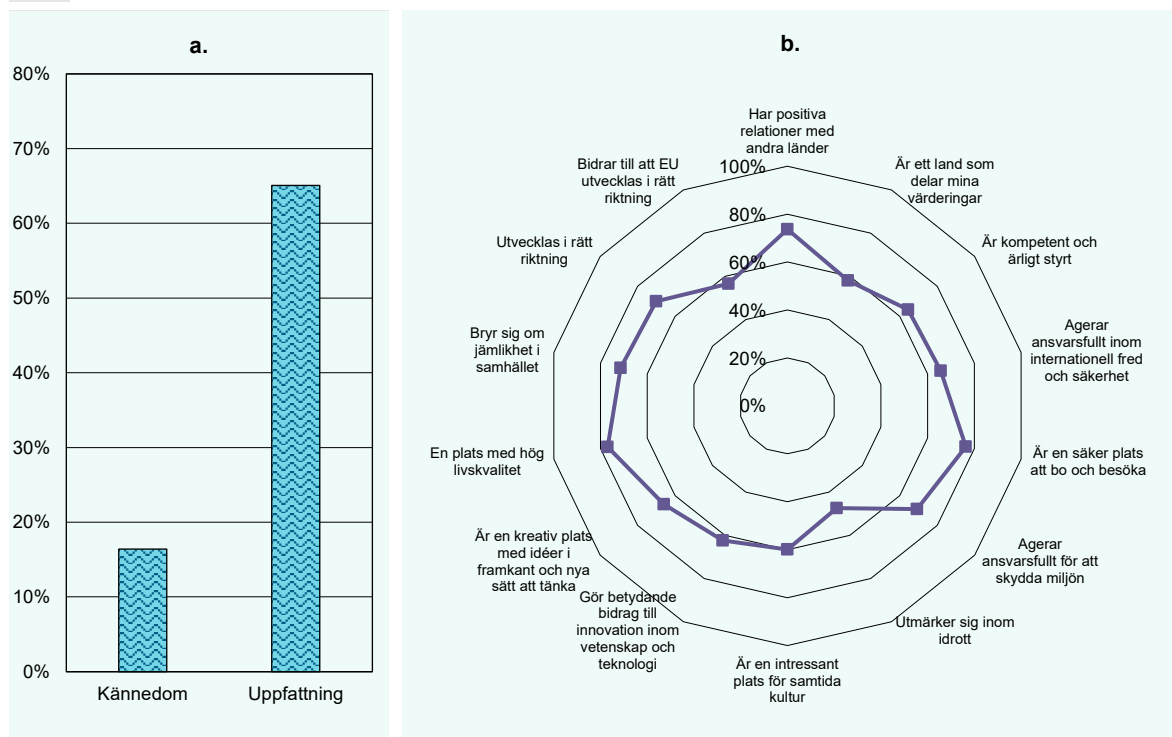 a.
80%
70%
60%
50%
40%
30%
20%
10%
0%
Kännedom
Uppfattning
b.
Har positiva
relationer med
andra länder
Är ett land som
delar mina
värderingar
Är kompetent och
ärligt styrt
Agerar
ansvarsfullt inom
internationell fred
och säkerhet
Är en säker plats
att bo och besöka
Agerar
ansvarsfullt för att
skydda miljön
Utmärker sig inom
idrott
Är en intressant
plats för samtida
kultur
Gör betydande
bidrag till
innovation inom
vetenskap och
teknologi
Är en kreativ plats
med idéer i
framkant och nya
sätt att tänka
En plats med hög
livskvalitet
Bryr sig om
jämlikhet i
samhället
Utvecklas i rätt
riktning
Bidrar till att EU
utvecklas i rätt
riktning
100%
80%
60%
40%
20%
0%